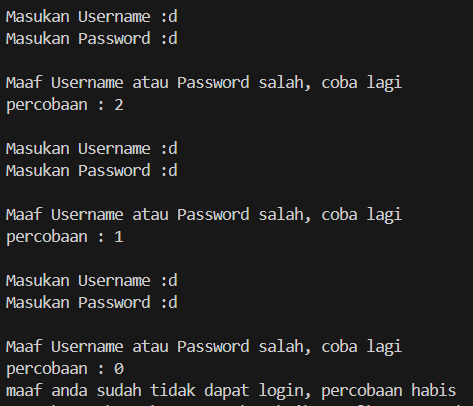 Masukan Username :d
Masukan Password :d
Maaf Username atau Password salah, coba lagi
percobaan : 2
Masukan Username :d
Masukan Password :d
Maaf Username atau Password salah, coba lagi
percobaan : 1
Masukan Username :d
Masukan Password :d
Maaf Username atau Password salah, coba lagi
percobaan : 0
maaf anda sudah tidak dapat login, percobaan habis